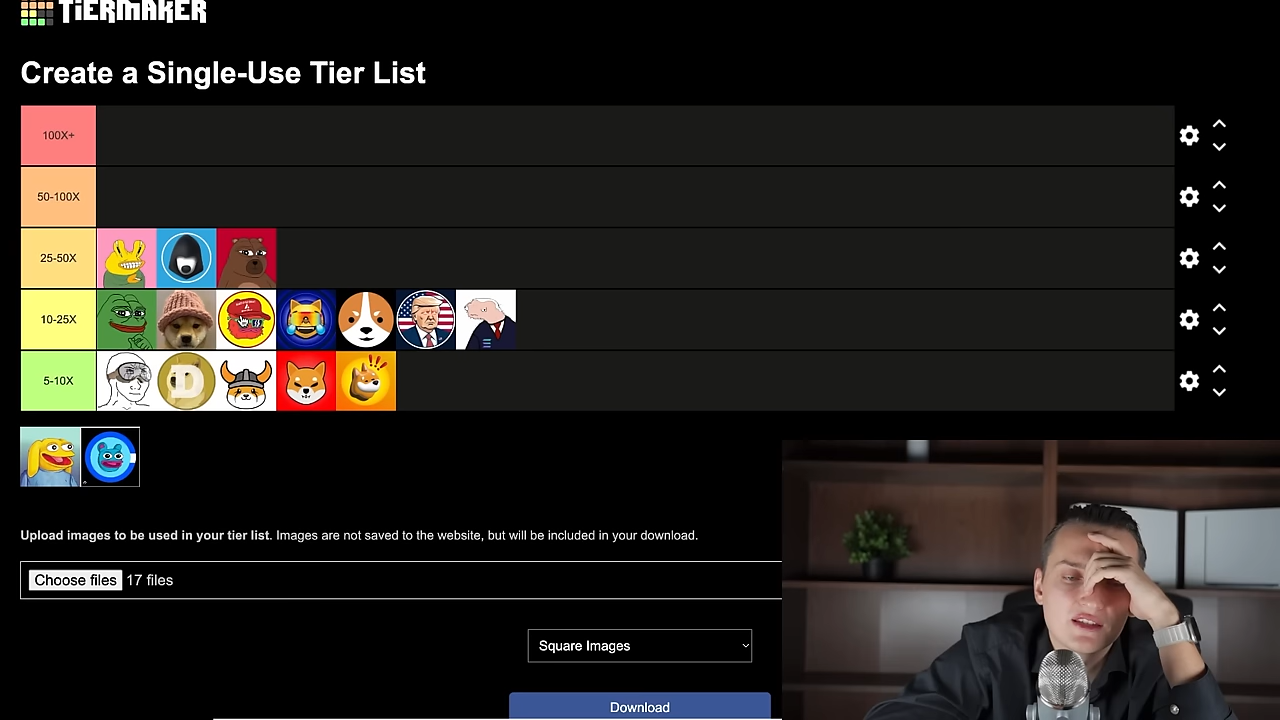 TIERMAKER
Create a Single-Use Tier List
100X+
50-100X
25-50X
10-25X
5-10X
D
Upload images to be used in your tier list. Images are not saved to the website, but will be included in your download.
Choose files 17 files
Square Images
Download